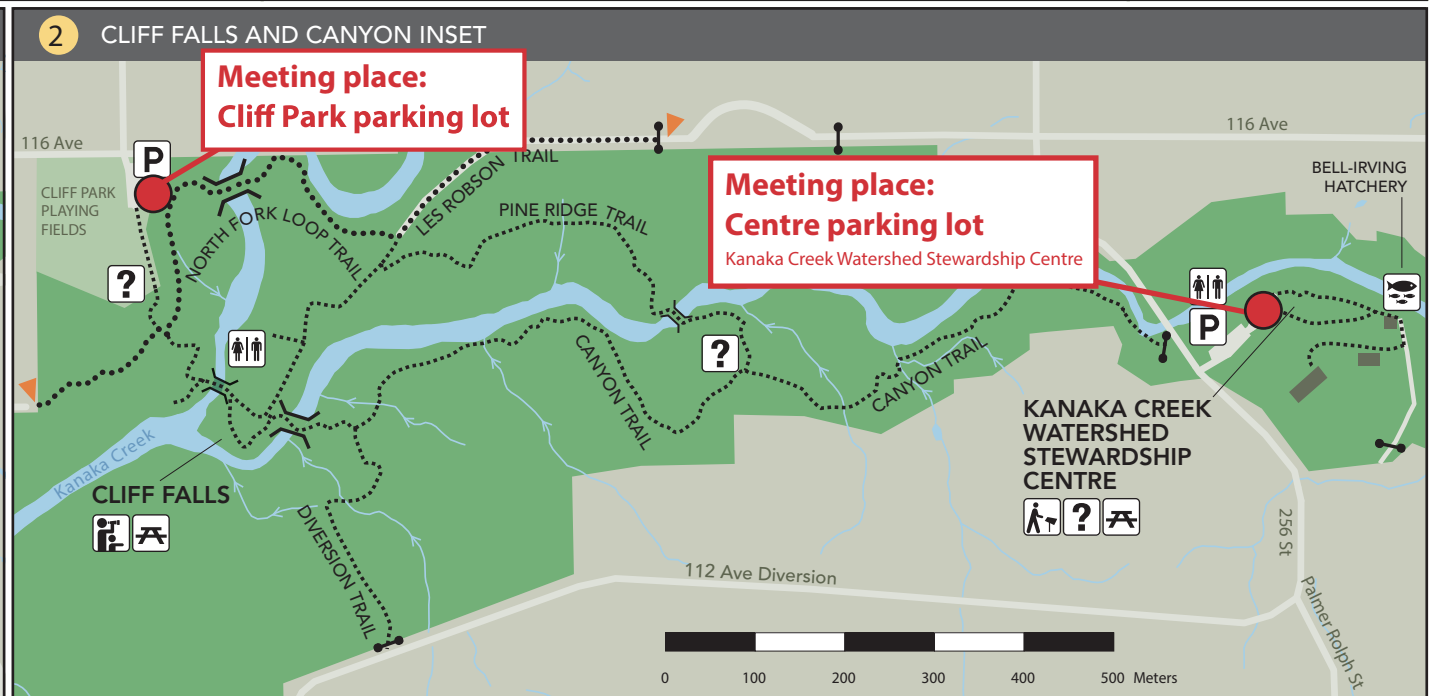 2 CLIFF FALLS AND CANYON INSET
Meeting place:
Cliff Park parking lot
116 Ave
P
116 Ave
LES ROBSON TRAIL
Meeting place:
Centre parking lot
Kanaka Creek Watershed Stewardship Centre
BELL-IRVING
HATCHERY
CLIFF PARK
PLAYING
FIELDS
NORTH FORK LOOP TRAIL
PINE RIDGE TRAIL
?
P
?
CANYON TRAIL
CANYON TRAIL
KANAKA CREEK
WATERSHED
STEWARDSHIP
CENTRE
?
Kanaka Creek
CLIFF FALLS
DIVERSION TRAIL
256 St
112 Ave Diversion
Palmer Rolph St
0 100 200 300 400 500 Meters